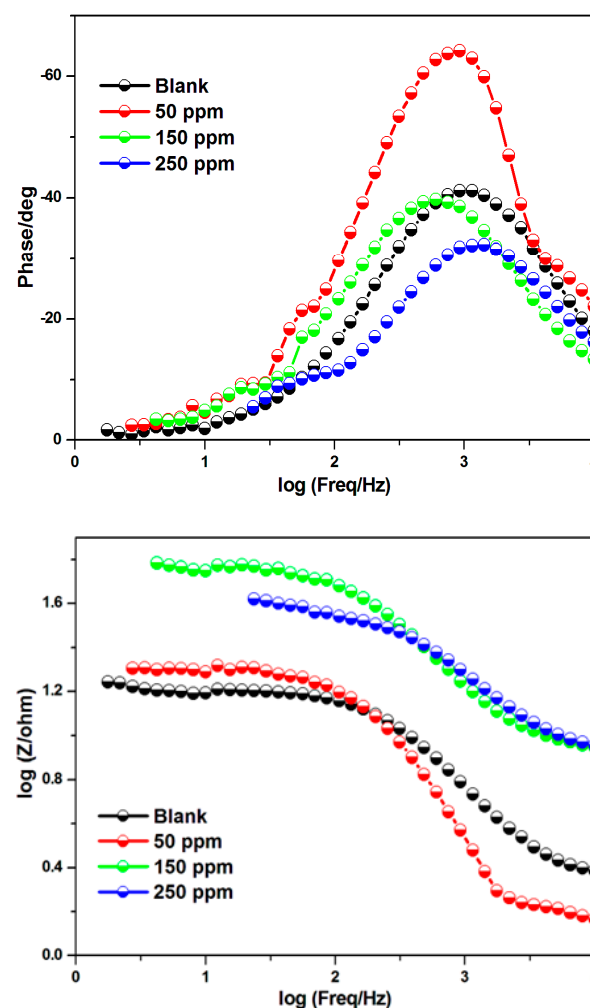 -60
-40
-20
0
Phase/deg
Blank
50 ppm
150 ppm
250 ppm
0 1 2 3
log (Freq/Hz)
1.6
1.2
0.8
0.4
0.0
log (Z/ohm)
Blank
50 ppm
150 ppm
250 ppm
0 1 2 3
log (Freq/Hz)